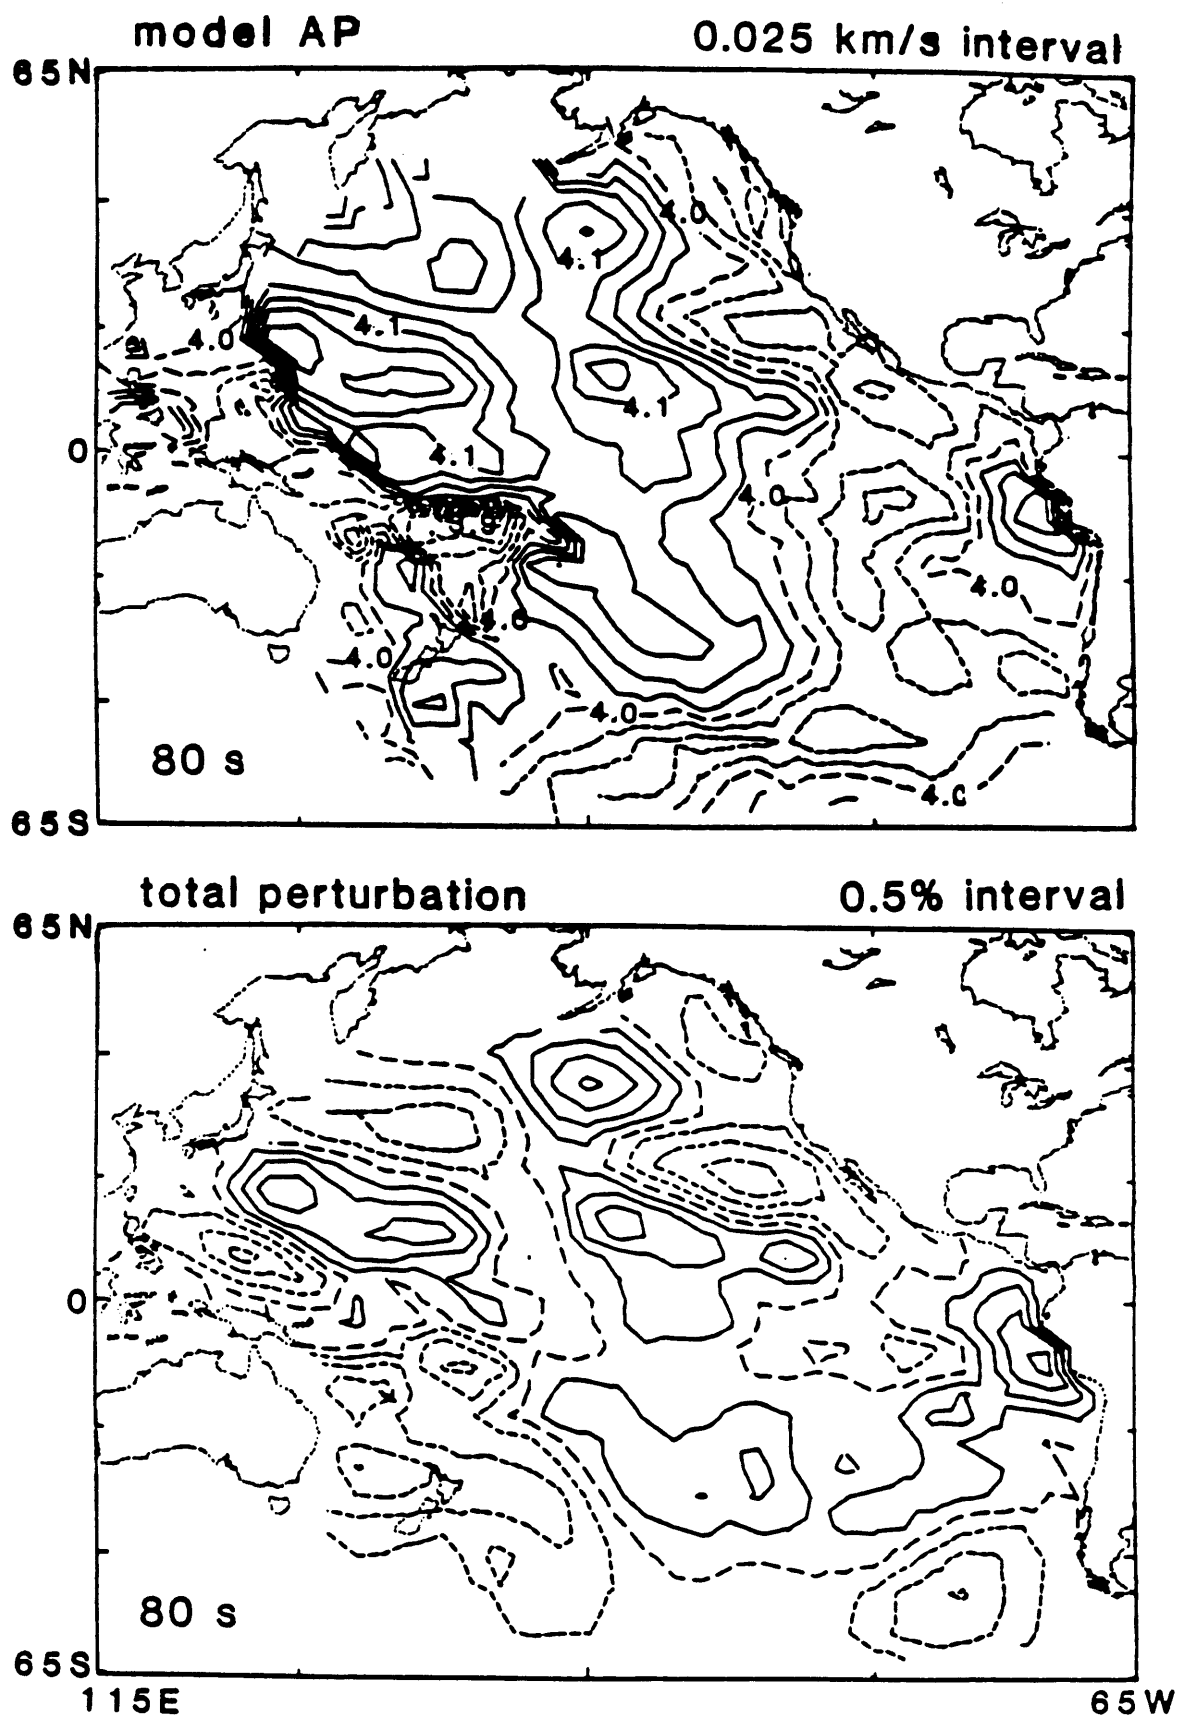 model AP
0.025 km/s interval
65N
4.0
4.1
4.0
4.1
4.1
0
4.1
4.0
4.0
4.0
4.0
80 s
4.0
65S
total perturbation
0.5% interval
65N
0
80 s
65S
115E
65W